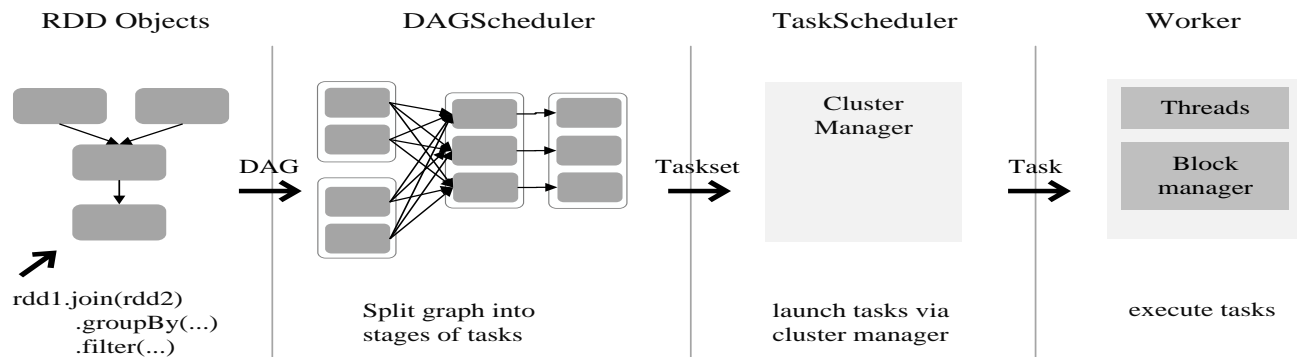 RDD Objects
DAGScheduler
TaskScheduler
Worker
Cluster
Manager
Threads
Block
manager
DAG
Taskset
Task
rdd1.join(rdd2)
.groupBy(...)
.filter(...)
Split graph into
stages of tasks
launch tasks via
cluster manager
execute tasks